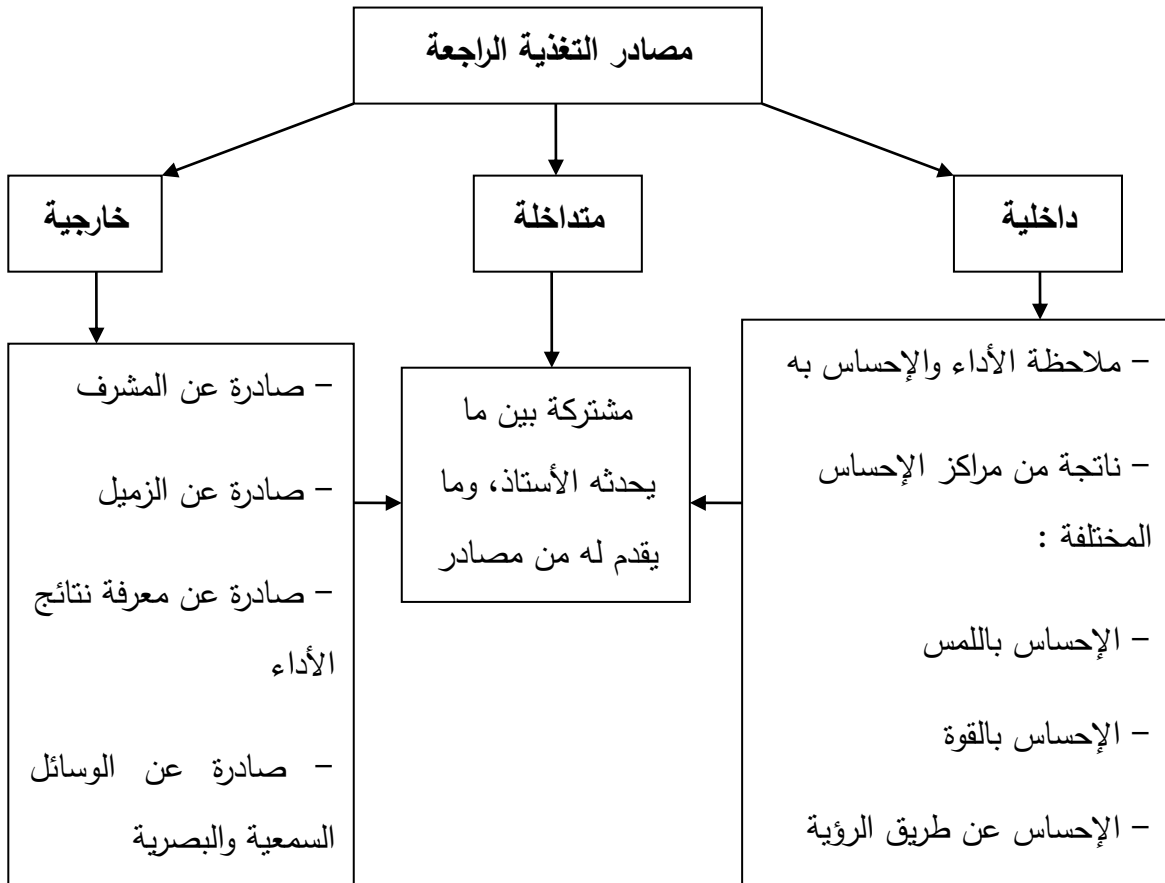 مصادر التغذية الراجعة
داخلية
متداخلة
خارجية
– ملاحظة الأداء والإحساس به
– ناتجة من مراكز الإحساس
المختلفة :
– الإحساس باللمس
– الإحساس بالقوة
– الإحساس عن طريق الرؤية
مشتركة بين ما
يحدثه الأستاذ، وما
يقدم له من مصادر
– صادرة عن المشرف
– صادرة عن الزميل
– صادرة عن معرفة نتائج
الأداء
– صادرة عن الوسائل
السمعية والبصرية